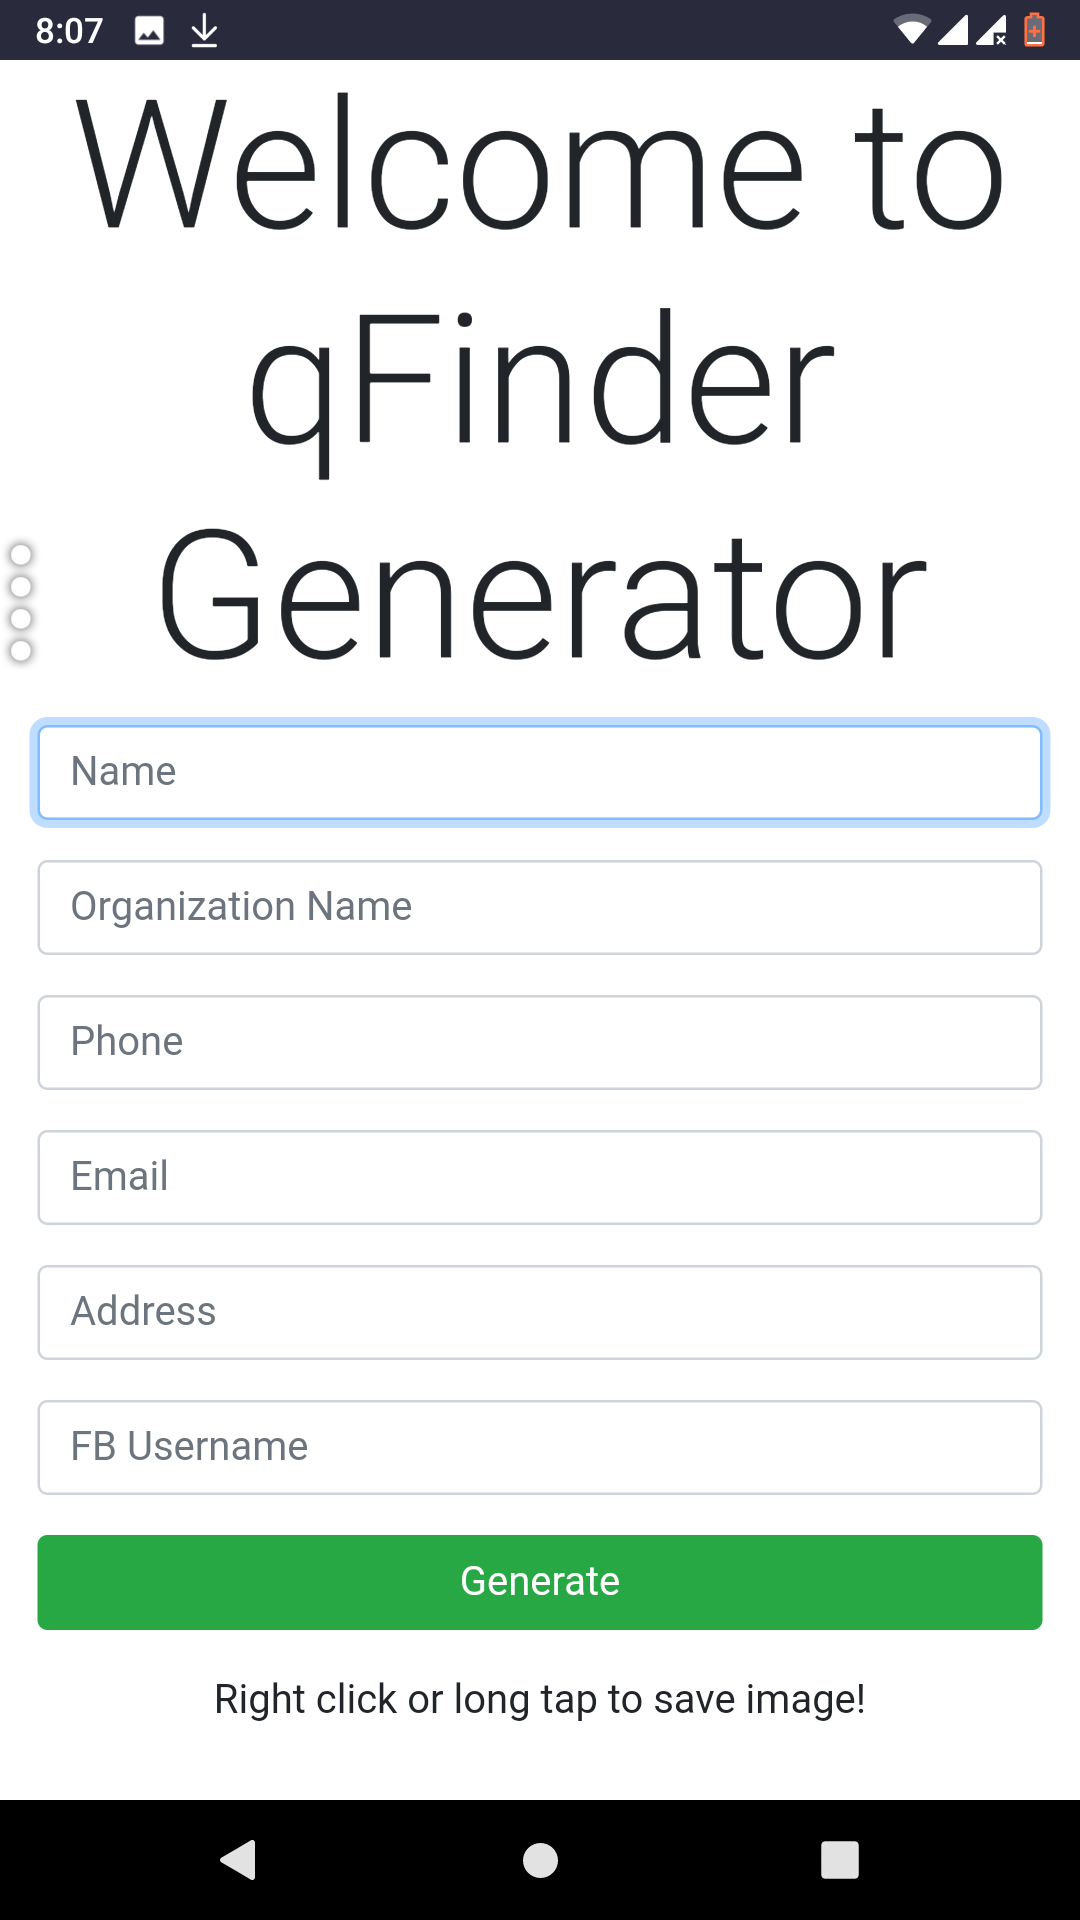 8:07
Welcome to
qFinder
Generator
Name
Organization Name
Phone
Email
Address
FB Username
Generate
Right click or long tap to save image!